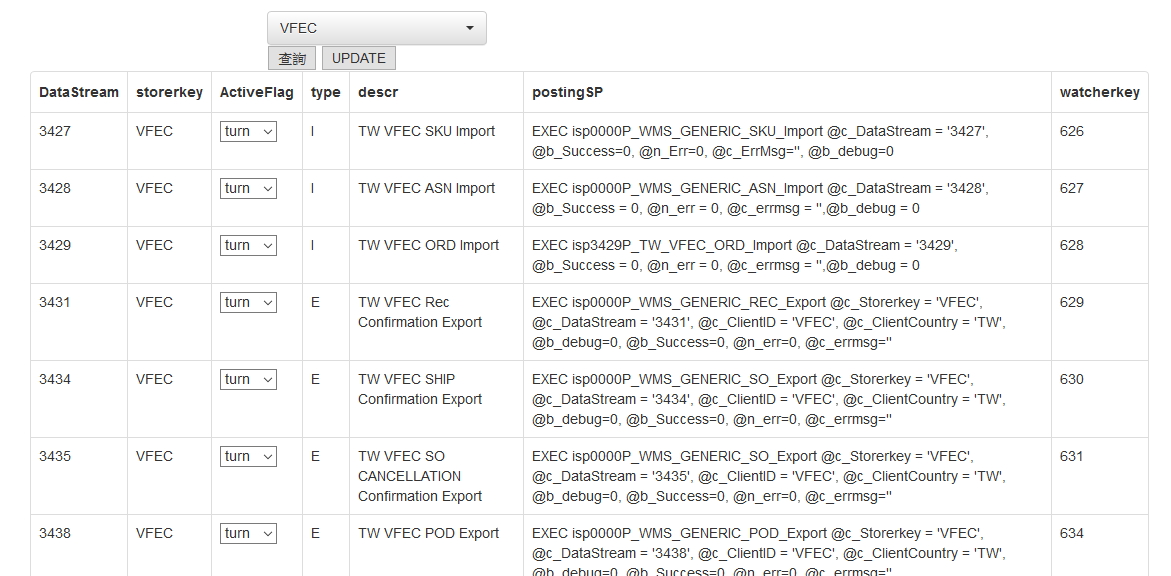 VFEC
查詢 UPDATE
DataStream storerkey ActiveFlag type descr postingSP watcherkey
3427 VFEC turn I TW VFEC SKU Import EXEC isp0000P_WMS_GENERIC_SKU_Import @c_DataStream = '3427', 626
@b_Success=0, @n_Err=0, @c_ErrMsg='', @b_debug=0
3428 VFEC turn I TW VFEC ASN Import EXEC isp0000P_WMS_GENERIC_ASN_Import @c_DataStream = '3428', 627
@b_Success = 0, @n_err = 0, @c_errmsg = '',@b_debug = 0
3429 VFEC turn I TW VFEC ORD Import EXEC isp3429P_TW_VFEC_ORD_Import @c_DataStream = '3429', 628
@b_Success = 0, @n_err = 0, @c_errmsg = '',@b_debug = 0
3431 VFEC turn E TW VFEC Rec EXEC isp0000P_WMS_GENERIC_REC_Export @c_Storerkey = 'VFEC', 629
Confirmation Export @c_DataStream = '3431', @c_ClientID = 'VFEC', @c_ClientCountry = 'TW',
@b_debug=0, @b_Success=0, @n_err=0, @c_errmsg=''
3434 VFEC turn E TW VFEC SHIP EXEC isp0000P_WMS_GENERIC_SO_Export @c_Storerkey = 'VFEC', 630
Confirmation Export @c_DataStream = '3434', @c_ClientID = 'VFEC', @c_ClientCountry = 'TW',
@b_debug=0, @b_Success=0, @n_err=0, @c_errmsg=''
3435 VFEC turn E TW VFEC SO EXEC isp0000P_WMS_GENERIC_SO_Export @c_Storerkey = 'VFEC', 631
CANCELLATION @c_DataStream = '3435', @c_ClientID = 'VFEC', @c_ClientCountry = 'TW',
Confirmation Export @b_debug=0, @b_Success=0, @n_err=0, @c_errmsg=''
3438 VFEC turn E TW VFEC POD Export EXEC isp0000P_WMS_GENERIC_POD_Export @c_Storerkey = 'VFEC', 634
@c_DataStream = '3438', @c_ClientID = 'VFEC', @c_ClientCountry = 'TW',
@b_debug=0, @b_Success=0, @n_err=0, @c_errmsg=''